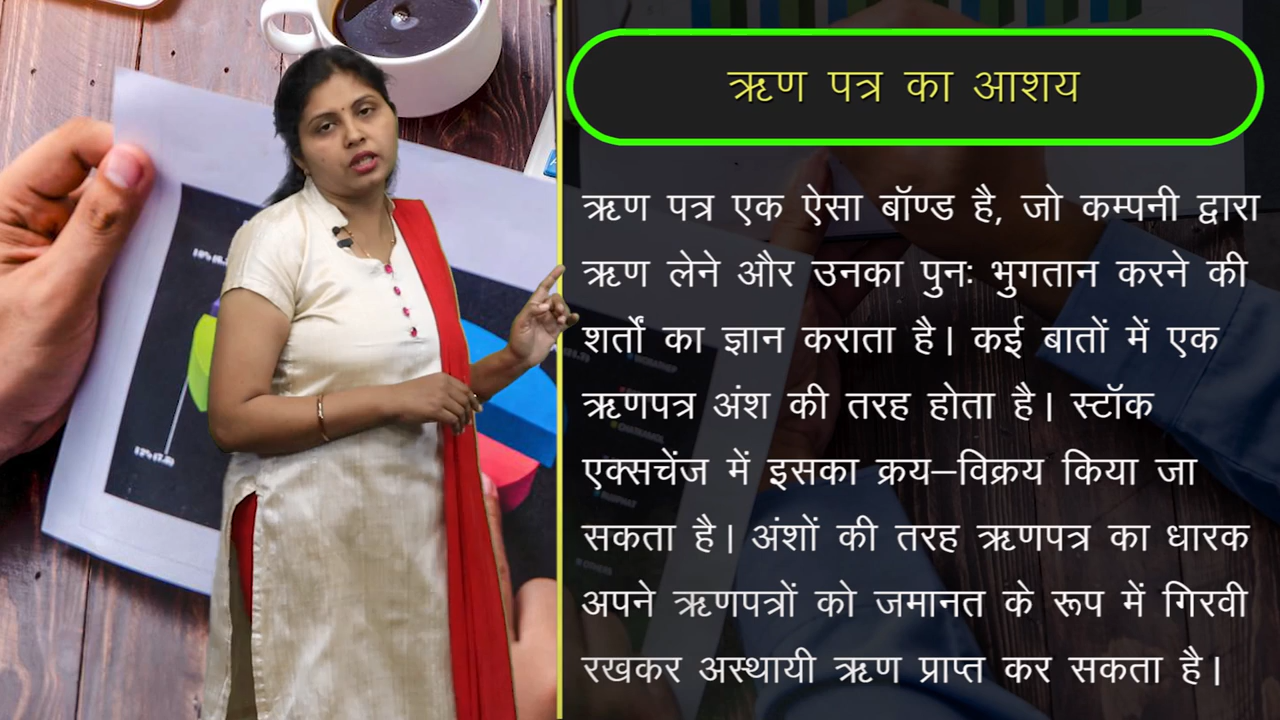 ऋण पत्र का आशय
ऋण पत्र एक ऐसा बॉण्ड है, जो कम्पनी द्वारा
ऋण लेने और उनका पुनः भुगतान करने की
शर्तों का ज्ञान कराता है। कई बातों में एक
ऋणपत्र अंश की तरह होता है। स्टॉक
एक्सचेंज में इसका क्रय–विक्रय किया जा
सकता है। अंशों की तरह ऋणपत्र का धारक
अपने ऋणपत्रों को जमानत के रूप में गिरवी
रखकर अस्थायी ऋण प्राप्त कर सकता है।